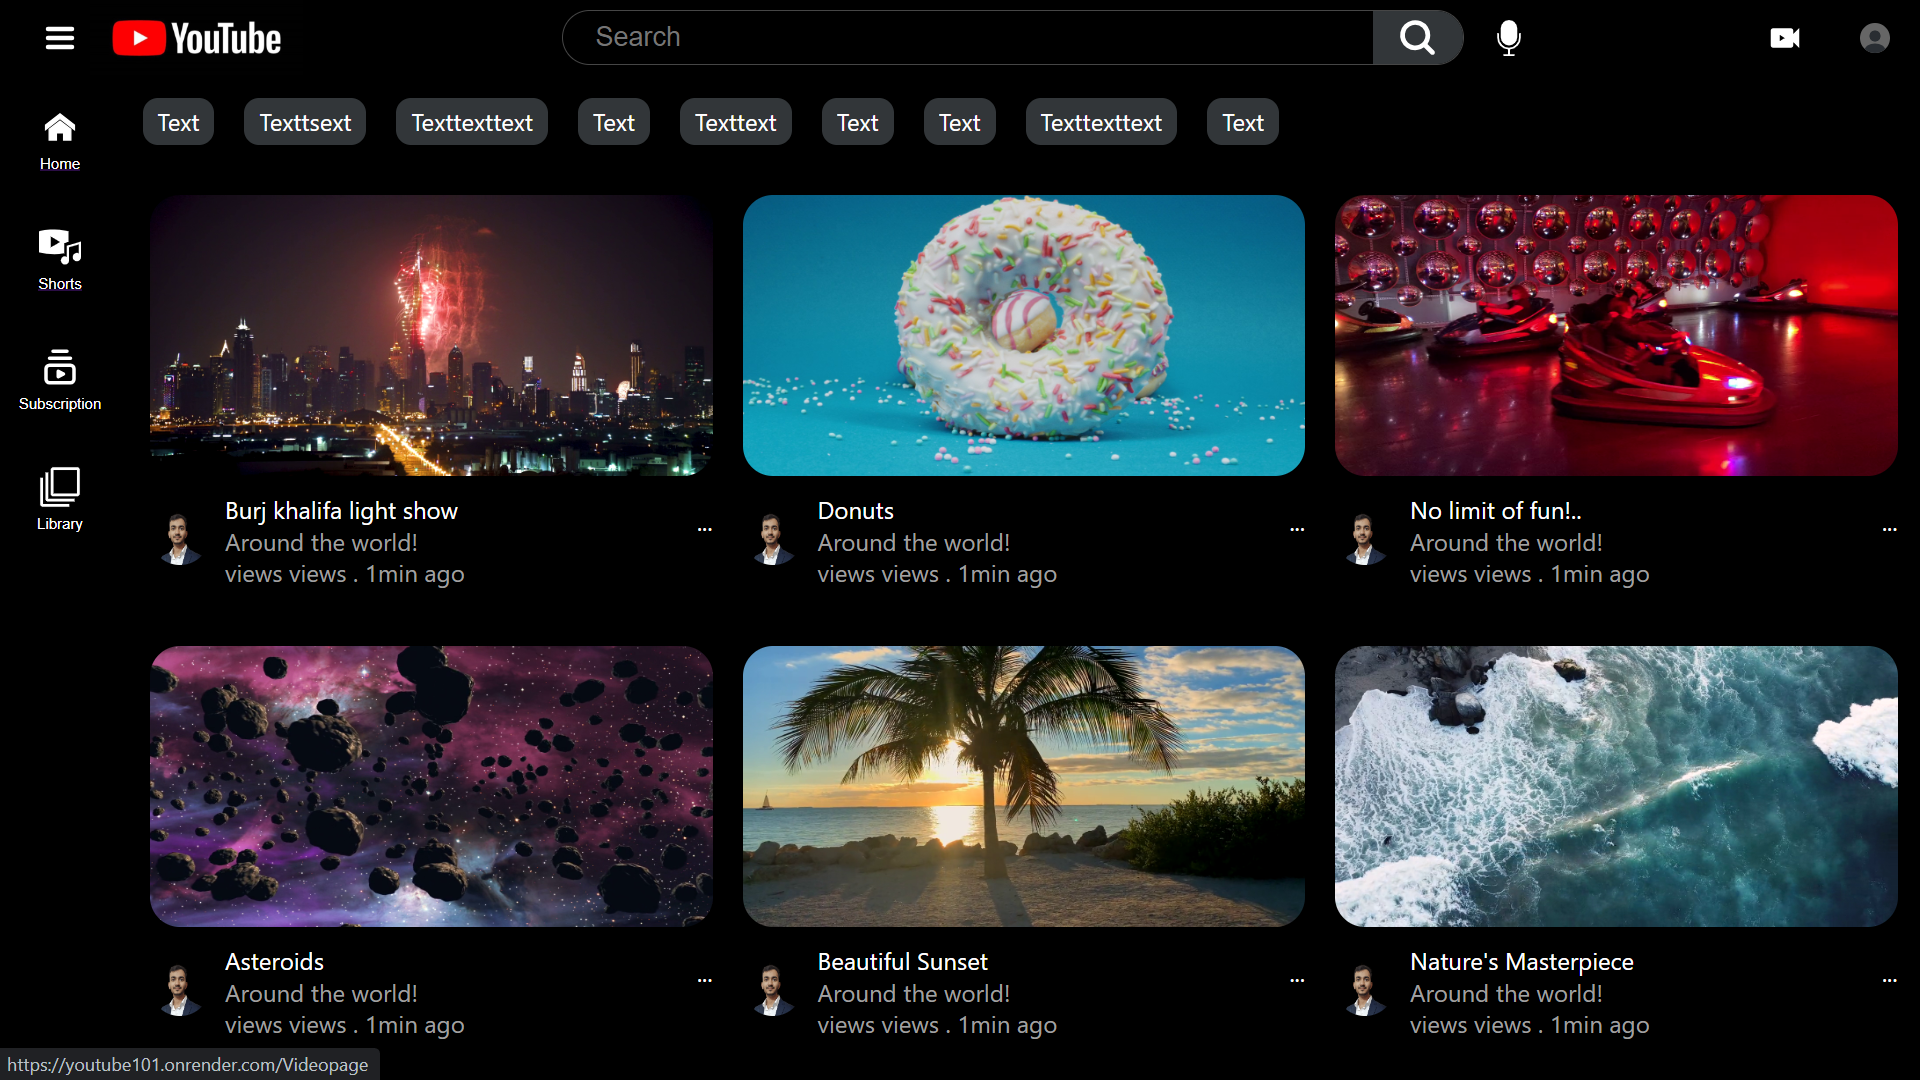 YouTube
Search
Text Texttsext Texttexttext Text Texttext Text Text Texttexttext Text
Home
Shorts
Subscription
Library
Burj khalifa light show
Around the world!
views views . 1min ago
...
Donuts
Around the world!
views views . 1min ago
...
No limit of fun!..
Around the world!
views views . 1min ago
...
Asteroids
Around the world!
views views . 1min ago
...
Beautiful Sunset
Around the world!
views views . 1min ago
...
Nature's Masterpiece
Around the world!
views views . 1min ago
...
https://youtube101.onrender.com/Videopage